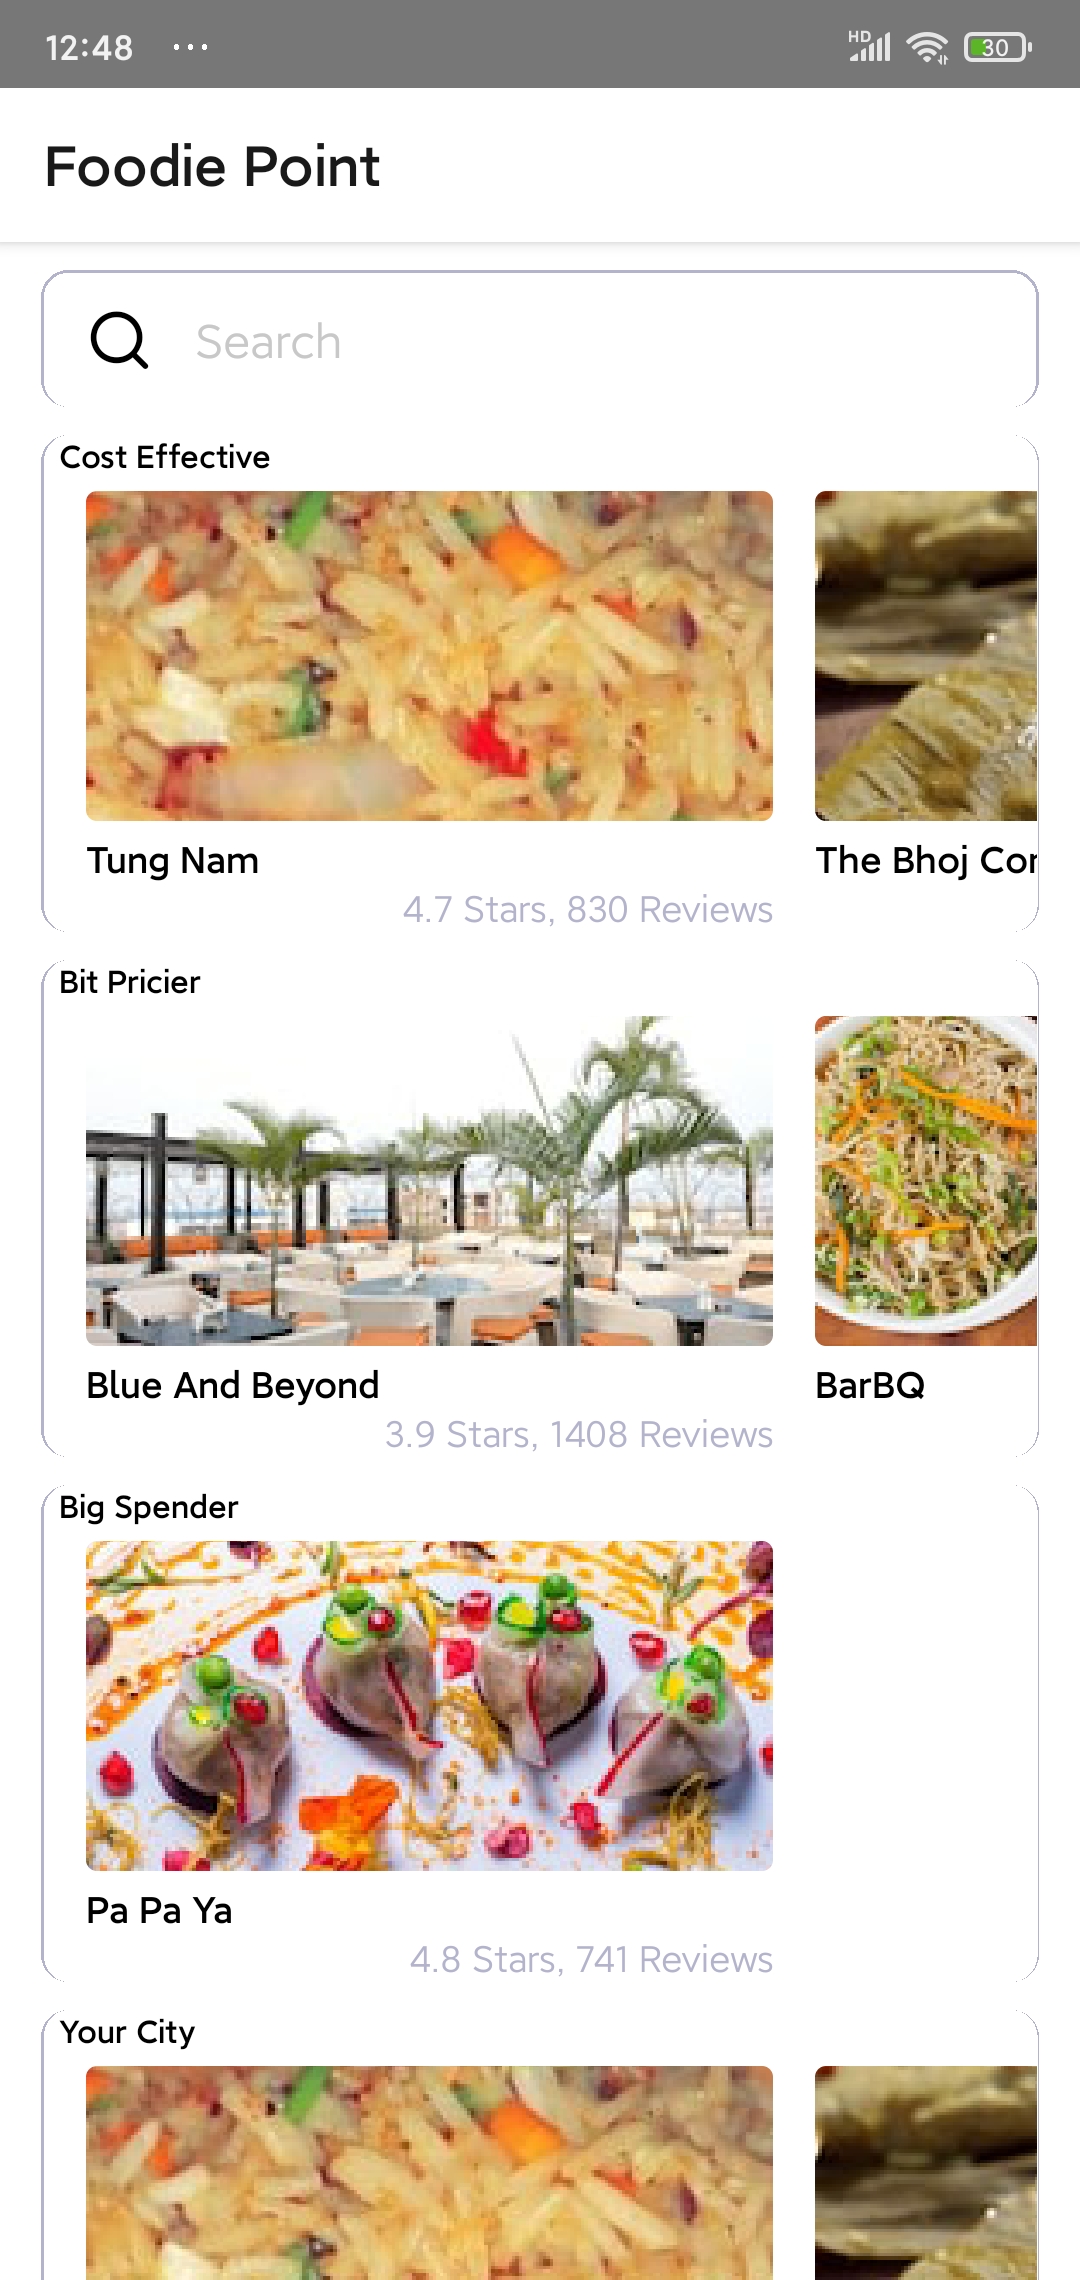 12:48 ... HD 30
Foodie Point
Search
Cost Effective
Tung Nam
The Bhoj
4.7 Stars, 830 Reviews
Bit Pricier
Blue And Beyond
BarBQ
3.9 Stars, 1408 Reviews
Big Spender
Pa Pa Ya
4.8 Stars, 741 Reviews
Your City